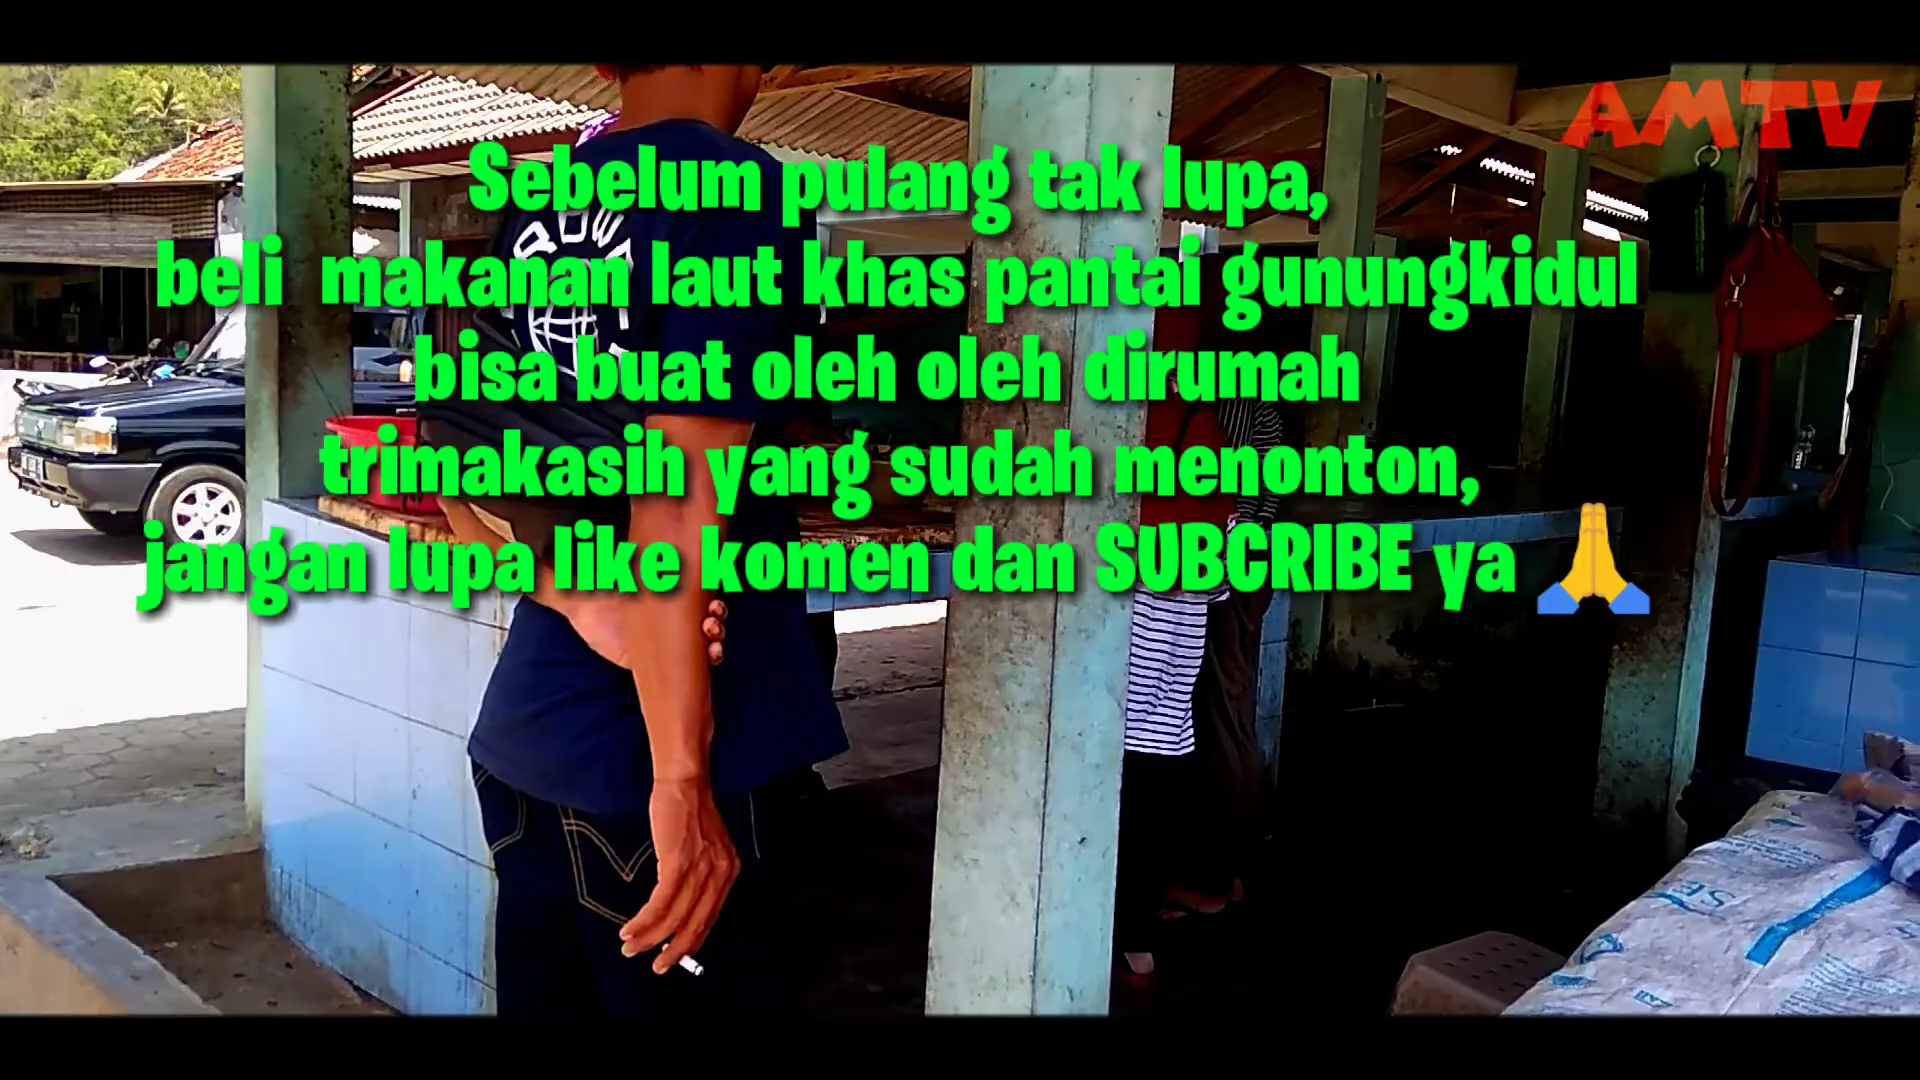 AMTV
Sebelum pulang tak lupa,
beli makanan laut khas pantai gunungkidul
bisa buat oleh oleh dirumah
trimakasih yang sudah menonton,
jangan lupa like komen dan SUBCRIBE ya 🙏